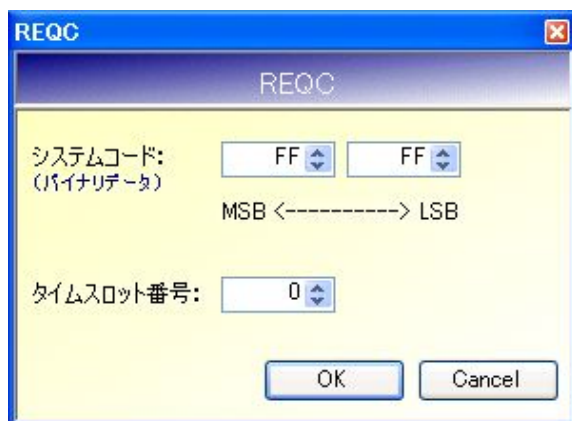 REQC
REQC
システムコード: FF FF
(バイナリデータ)
MSB <----------> LSB
タイムスロット番号: 0
OK Cancel